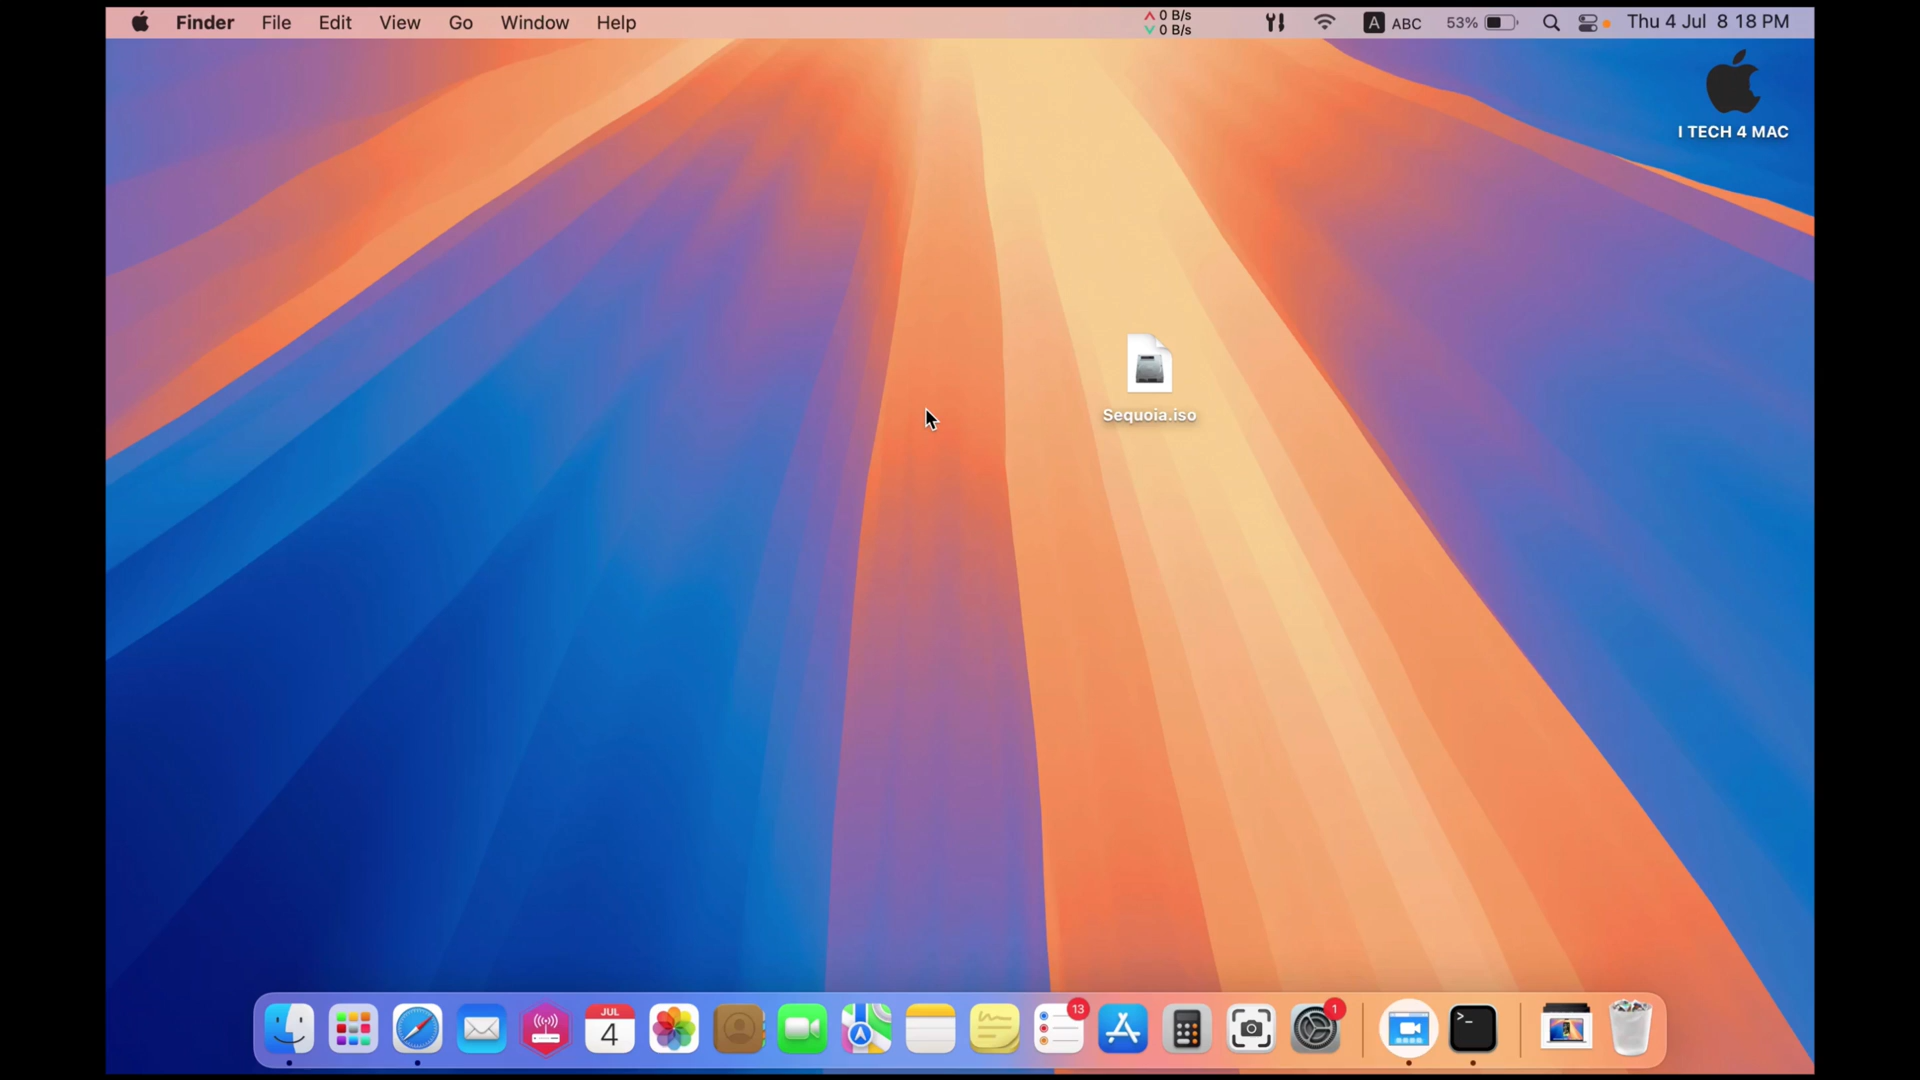 Finder File Edit View Go Window Help 0 B/s A ABC 53% Thu 4 Jul 8 18 PM
0 B/s
I TECH 4 MAC
Sequoia.iso
JUL 13 1
4 >_